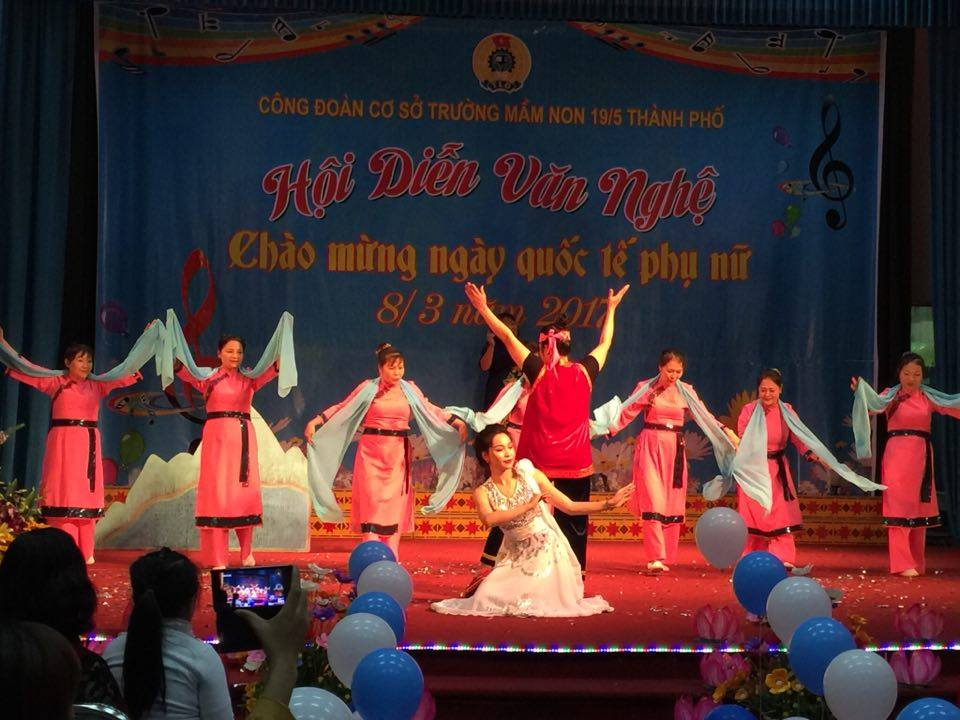 CÔNG ĐOÀN CƠ SỞ TRƯỜNG MẦM NON 19/5 THÀNH PHỐ
Hội Diễn Văn Nghệ
Chào mừng ngày quốc tế phụ nữ
8/3 năm 2017